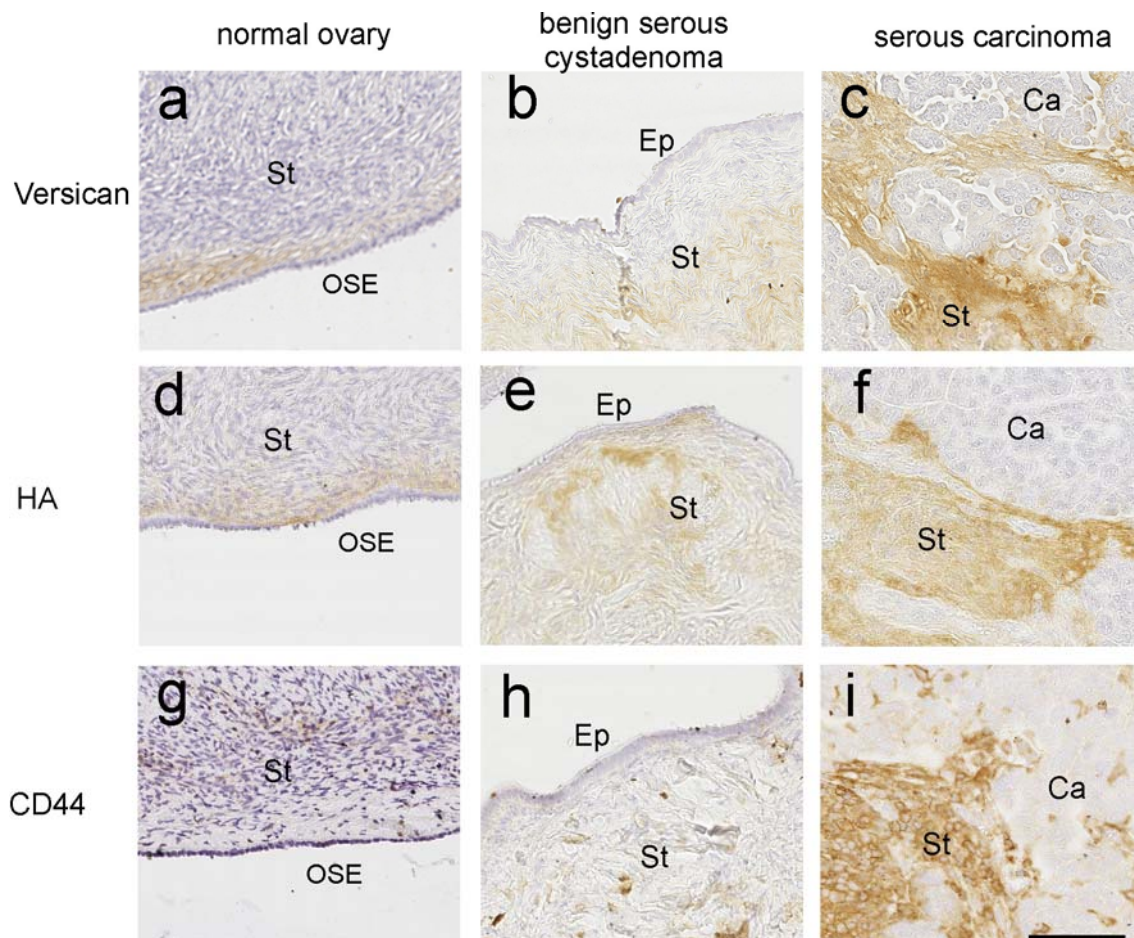 normal ovary
benign serous
cystadenoma
serous carcinoma
Versican
a
St
OSE
b
Ep
St
c
Ca
St
HA
d
St
OSE
e
Ep
St
f
Ca
St
CD44
g
St
OSE
h
Ep
St
i
Ca
St